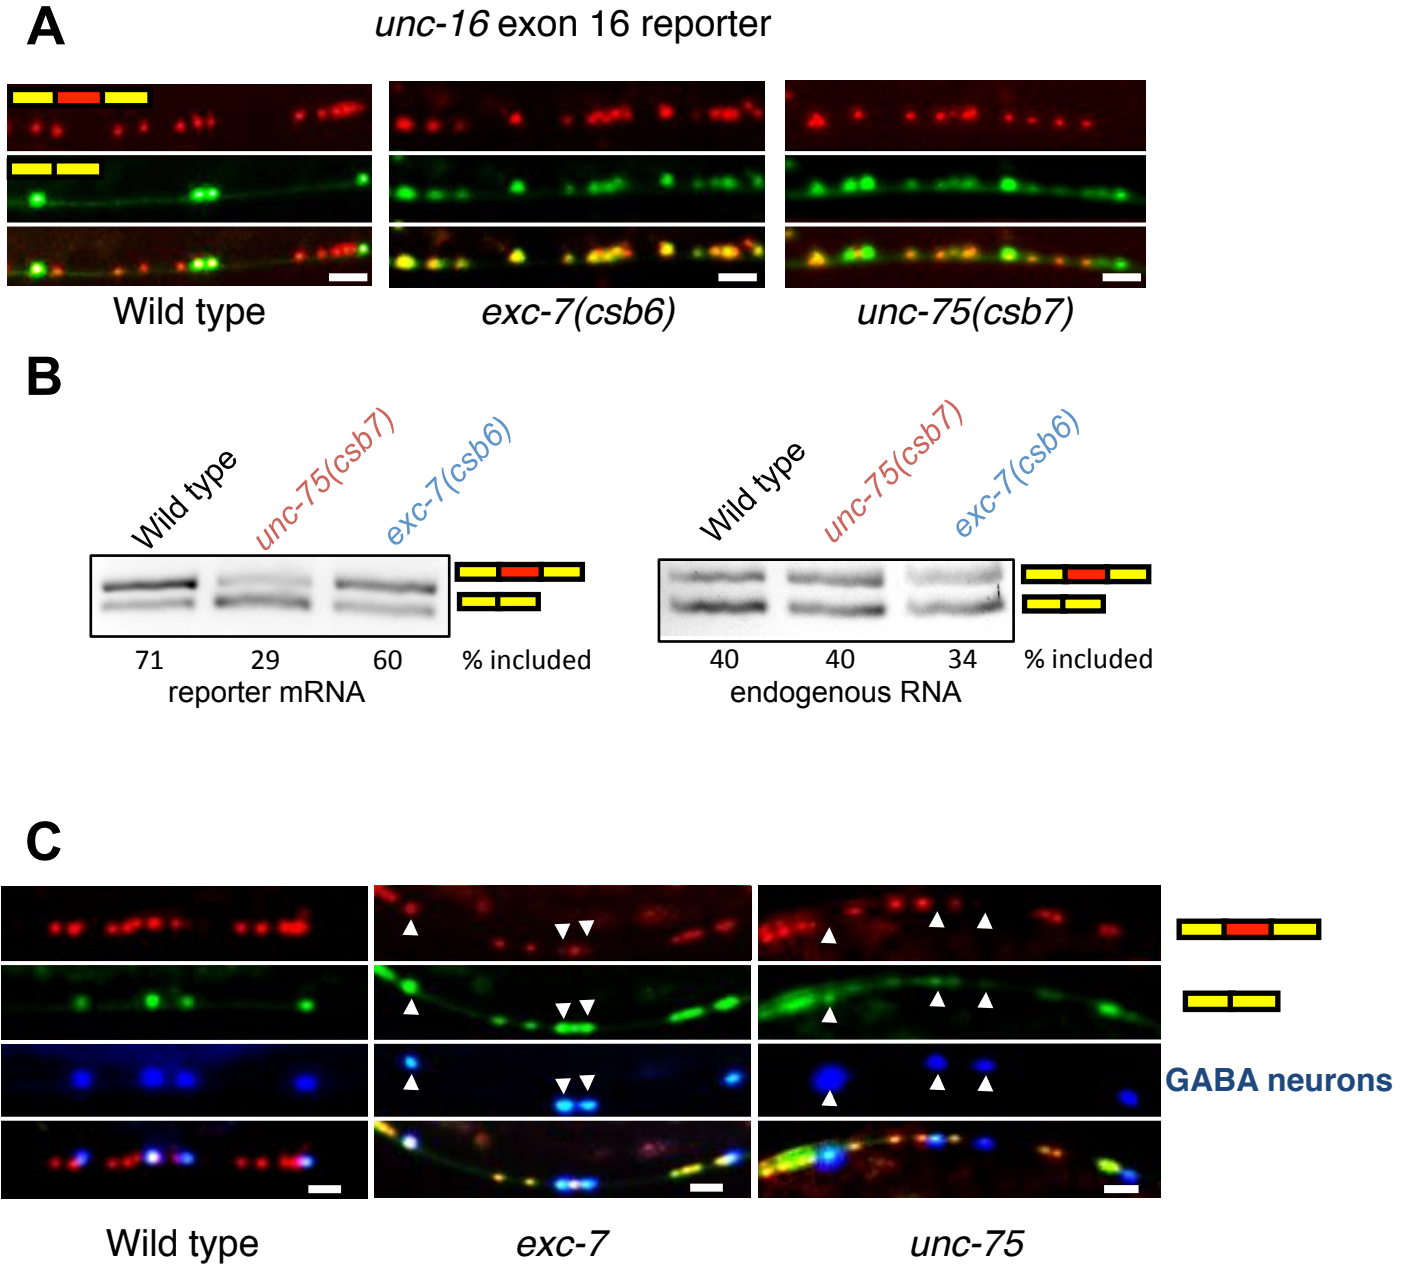 A
unc-16 exon 16 reporter
Wild type
exc-7(csb6)
unc-75(csb7)
B
Wild type
unc-75(csb7)
exc-7(csb6)
71 29 60 % included
reporter mRNA
Wild type
unc-75(csb7)
exc-7(csb6)
40 40 34 % included
endogenous RNA
C
GABA neurons
Wild type
exc-7
unc-75